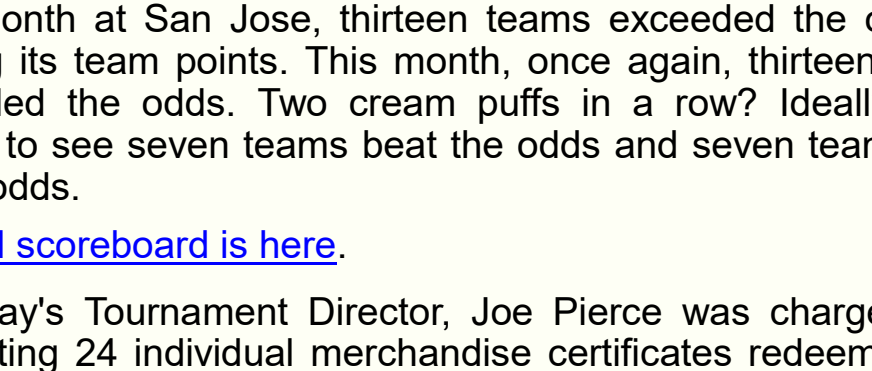 onth at San Jose, thirteen teams exceeded the
its team points. This month, once again, thirteen
led the odds. Two cream puffs in a row? Ideall
to see seven teams beat the odds and seven tear
odds.
scoreboard is here.
ay's Tournament Director, Joe Pierce was charge
ting 24 individual merchandise certificates redeem